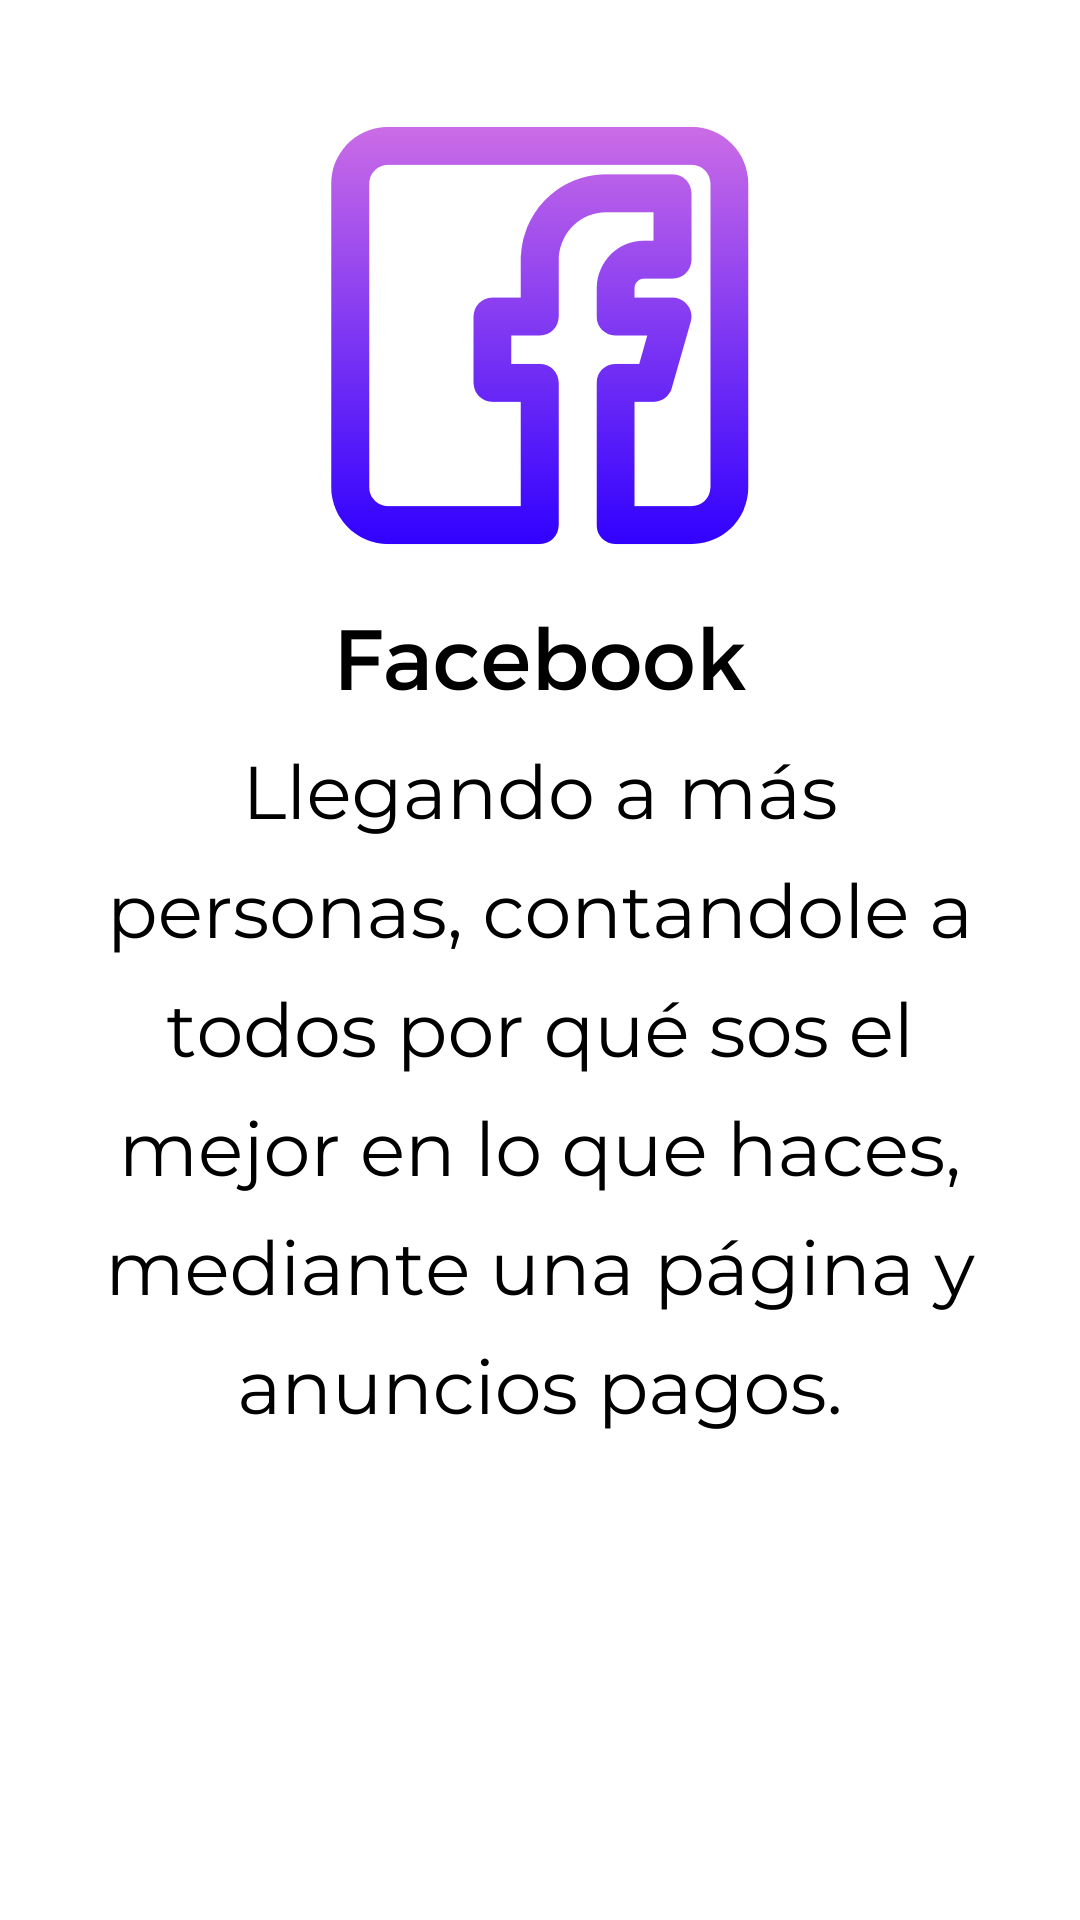 Facebook
Llegando a más
personas, contandole a
todos por qué sos el
mejor en lo que haces,
mediante una página y
anuncios pagos.